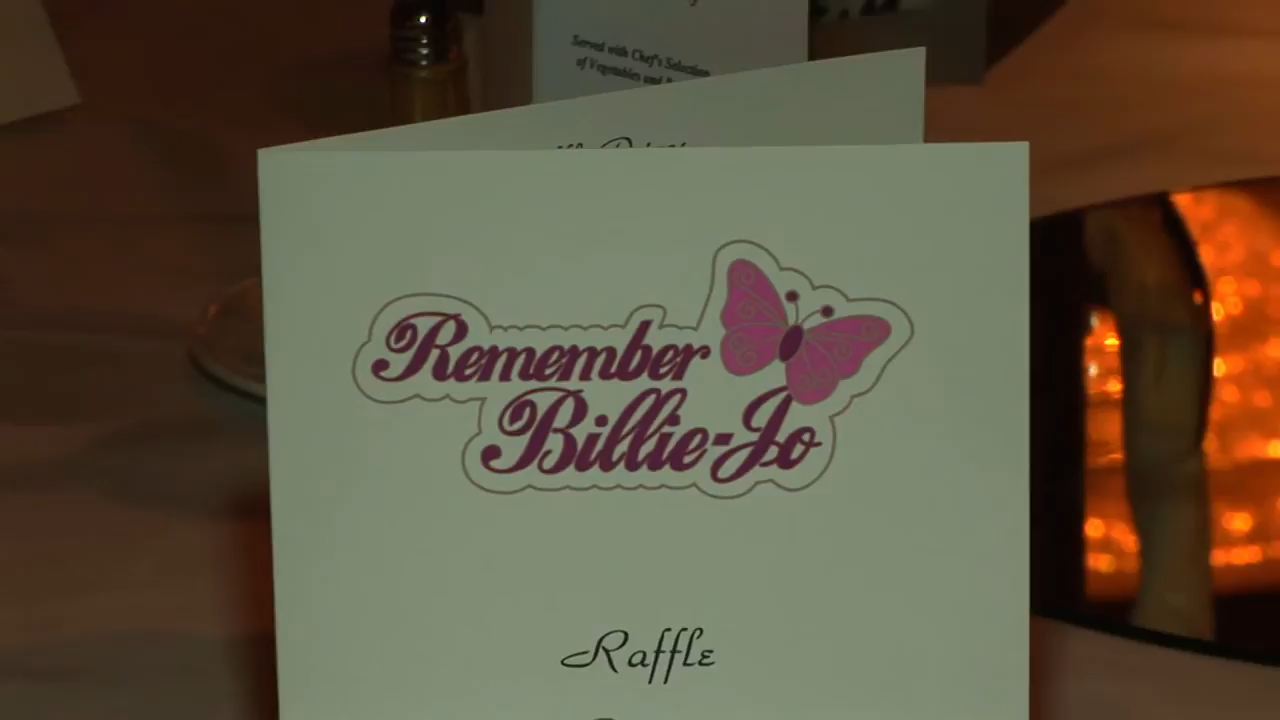 Served with Chef's Selection
of Vegetables and
Remember
Billie-Jo
Raffle